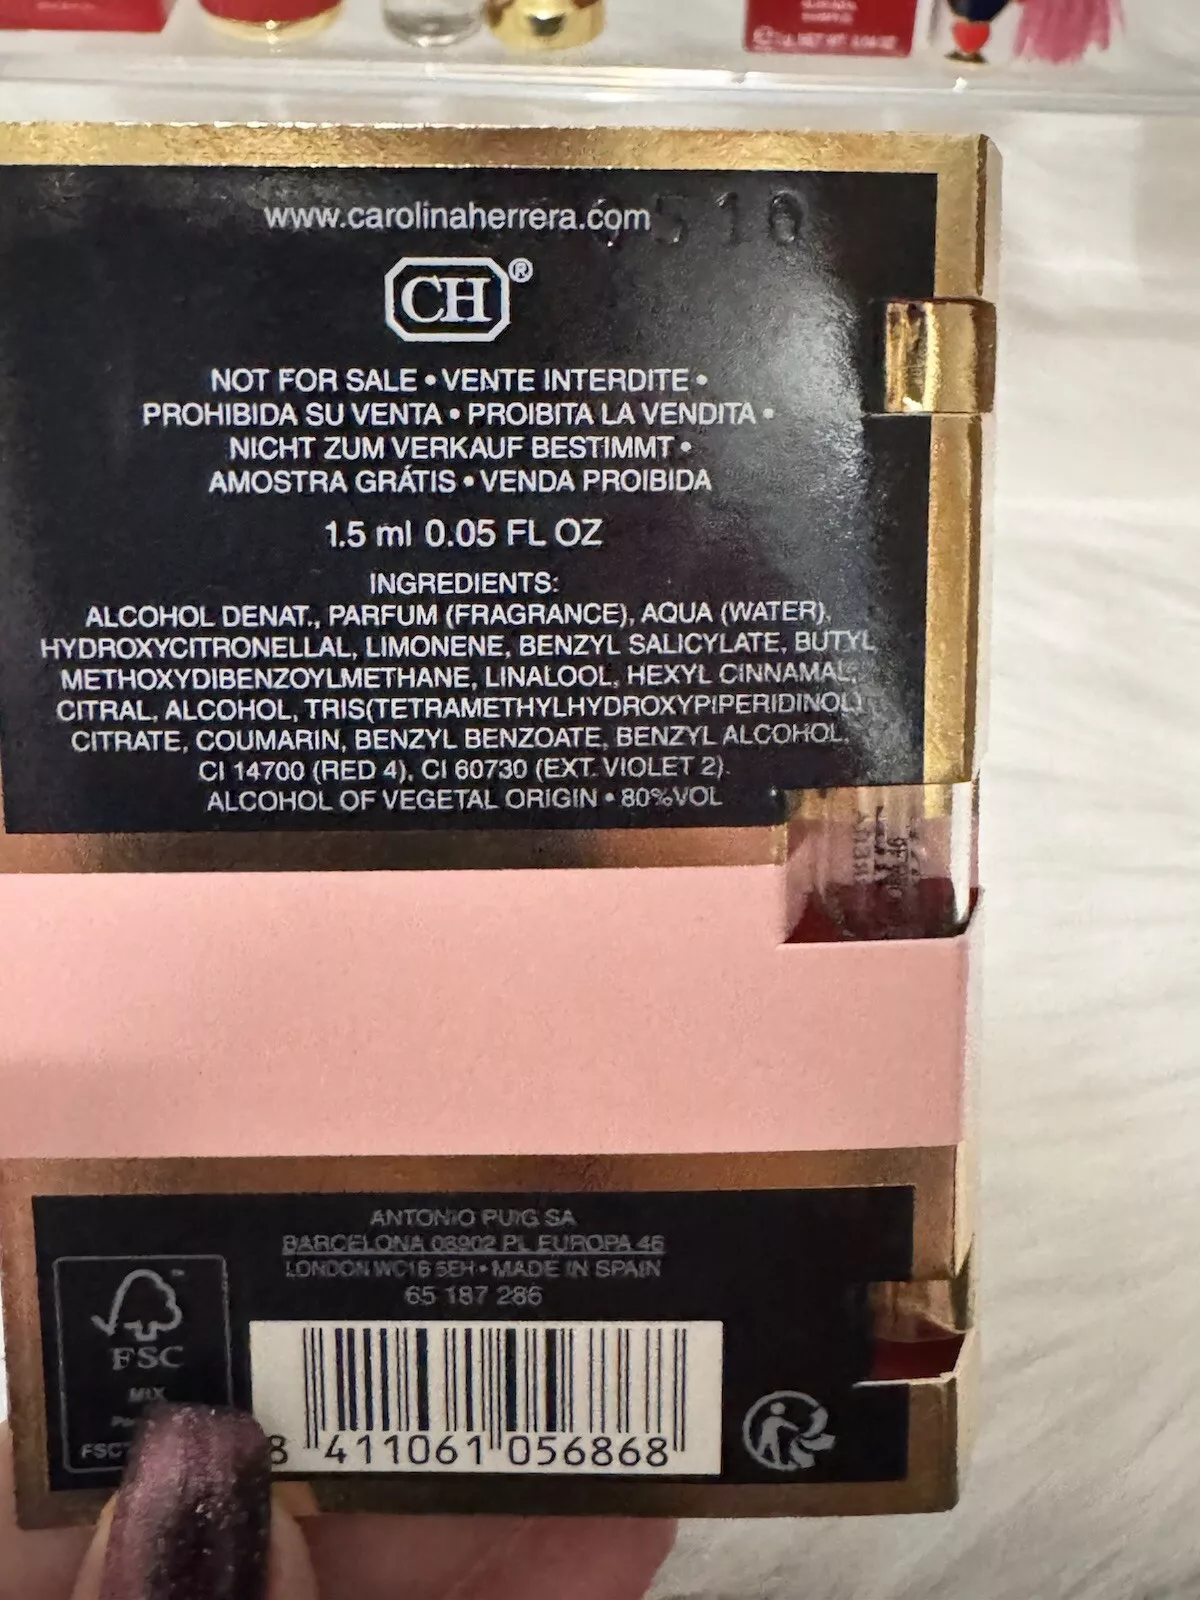 www.carolinaherrera.com
CH®
NOT FOR SALE • VENTE INTERDITE •
PROHIBIDA SU VENTA • PROIBITA LA VENDITA •
NICHT ZUM VERKAUF BESTIMMT •
AMOSTRA GRÁTIS • VENDA PROIBIDA
1.5 ml 0.05 FL OZ
INGREDIENTS:
ALCOHOL DENAT., PARFUM (FRAGRANCE), AQUA (WATER),
HYDROXYCITRONELLAL, LIMONENE, BENZYL SALICYLATE, BUTYL
METHOXYDIBENZOYLMETHANE, LINALOOL, HEXYL CINNAMAL,
CITRAL, ALCOHOL, TRIS(TETRAMETHYLHYDROXYPIPERIDINOL)
CITRATE, COUMARIN, BENZYL BENZOATE, BENZYL ALCOHOL,
CI 14700 (RED 4), CI 60730 (EXT. VIOLET 2).
ALCOHOL OF VEGETAL ORIGIN • 80%VOL
ANTONIO PUIG SA
BARCELONA 08902 PL EUROPA 46
LONDON WC1B 5EH • MADE IN SPAIN
65 187 286
FSC
MIX
8 411061 056868